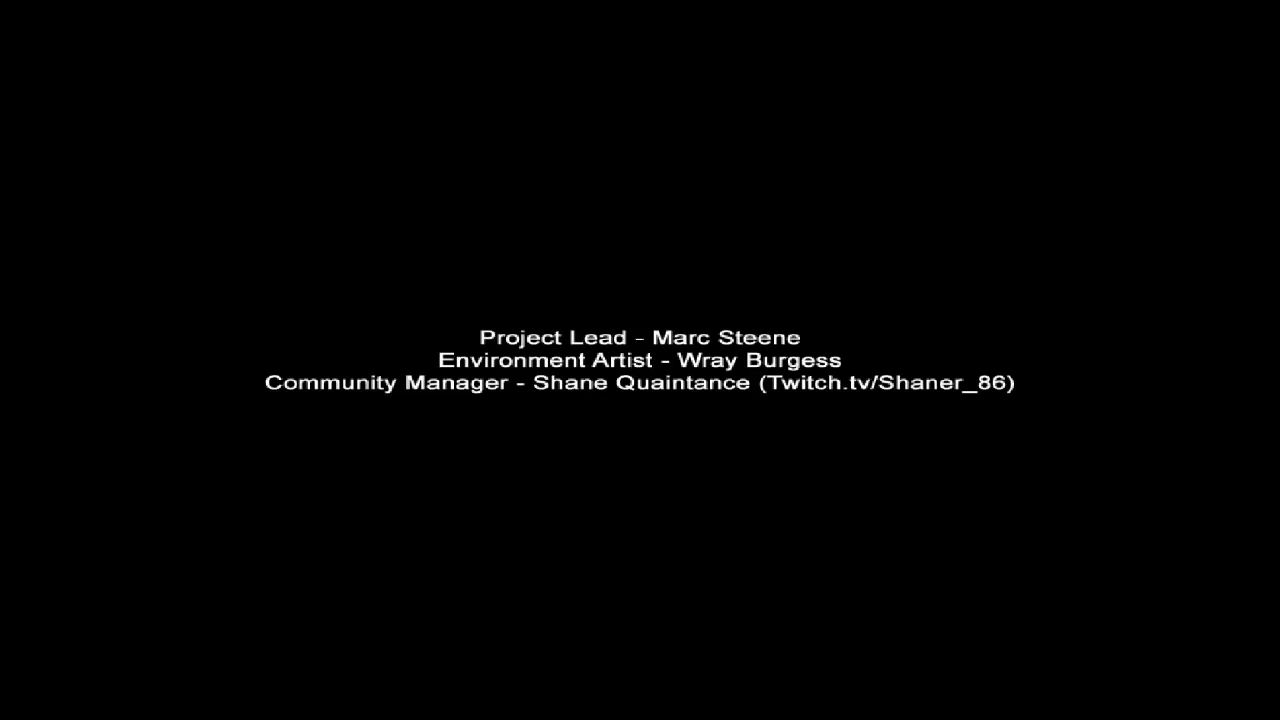 Project Lead - Marc Steene
Environment Artist - Wray Burgess
Community Manager - Shane Quaintance (Twitch.tv/Shaner_86)